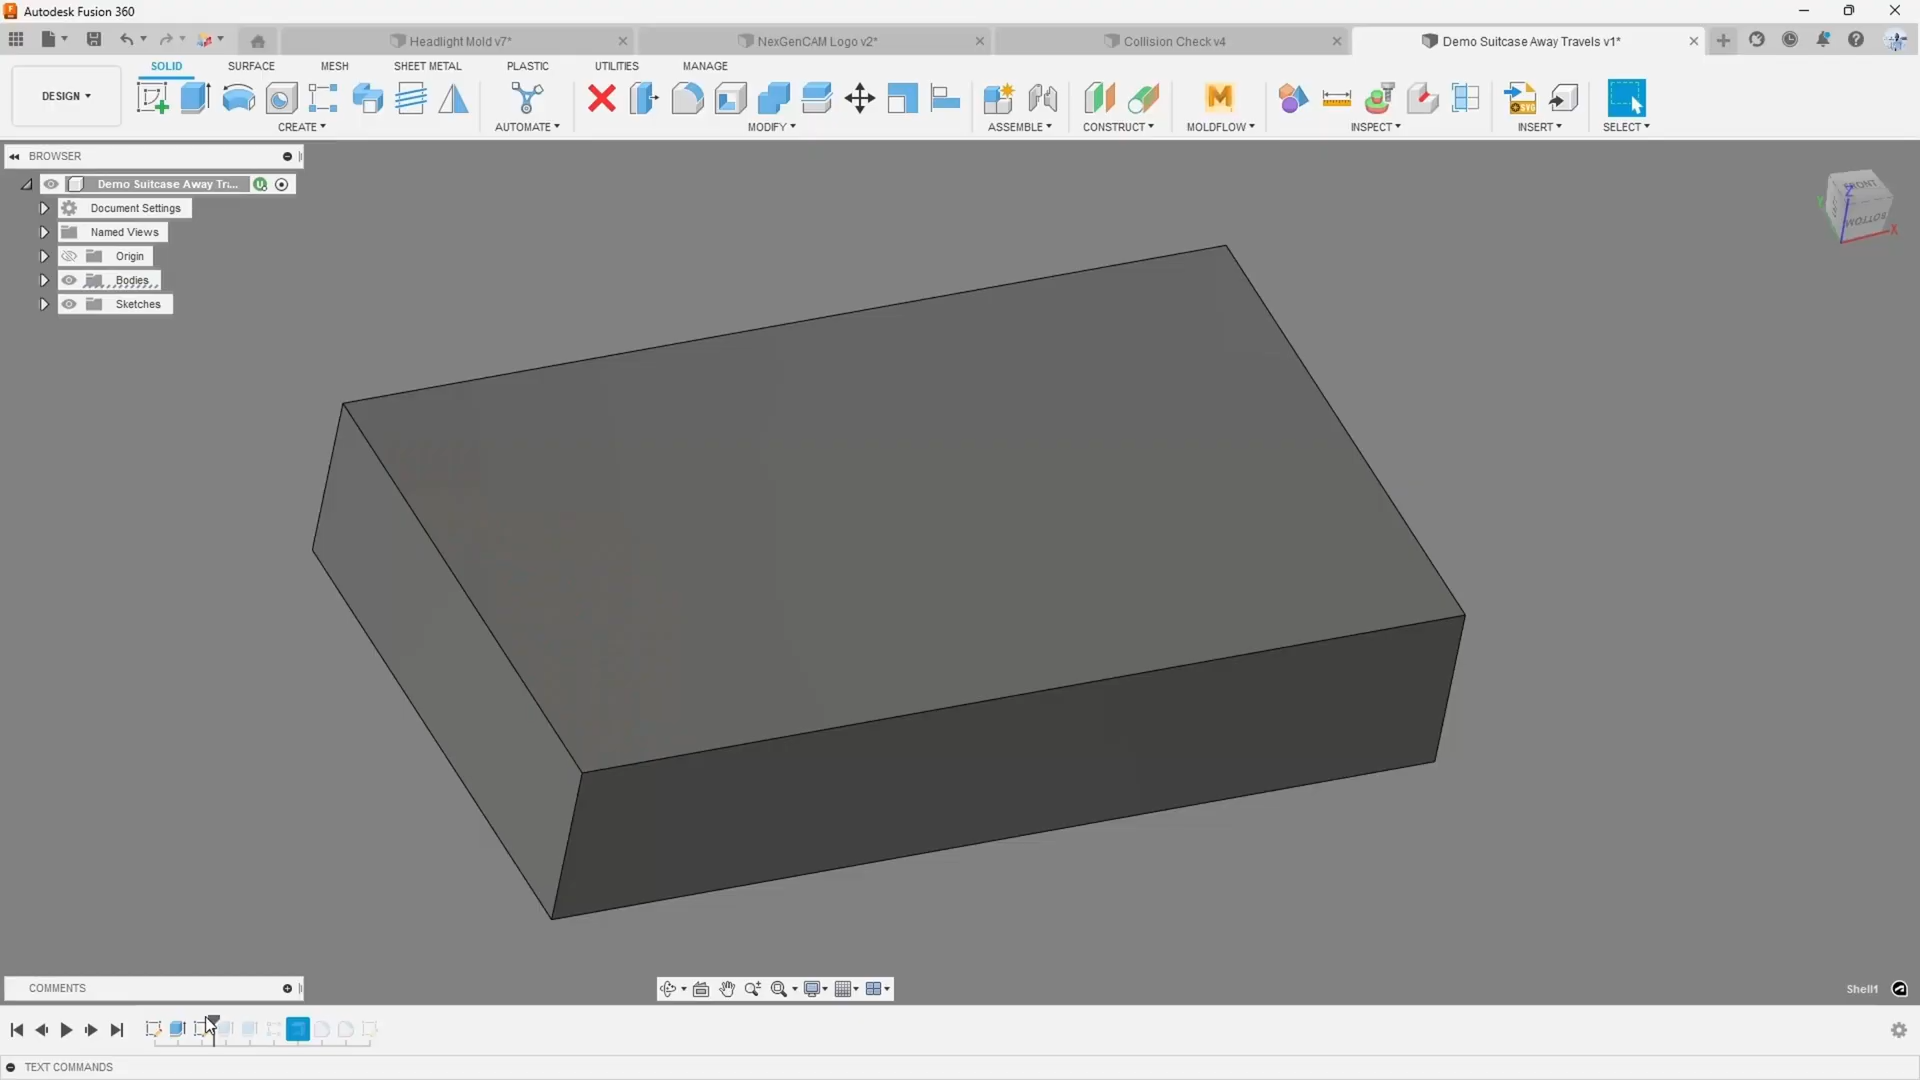 Autodesk Fusion 360
Headlight Mold v7*
NexGenCAM Logo v2*
Collision Check v4
Demo Suitcase Away Travels v1*
SOLID
SURFACE
MESH
SHEET METAL
PLASTIC
UTILITIES
MANAGE
DESIGN
CREATE
AUTOMATE
MODIFY
ASSEMBLE
CONSTRUCT
MOLDFLOW
INSPECT
INSERT
SELECT
BROWSER
Demo Suitcase Away Tr...
Document Settings
Named Views
Origin
Bodies
Sketches
FRONT
BOTTOM
Z
Y
X
COMMENTS
Shell1
TEXT COMMANDS